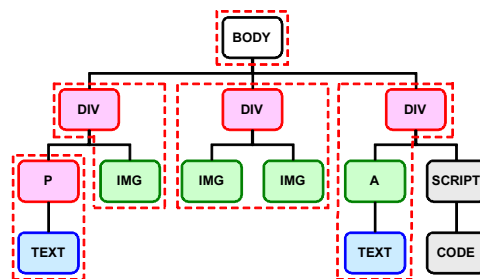 BODY
DIV
DIV
DIV
P
IMG
IMG
IMG
A
SCRIPT
TEXT
TEXT
CODE